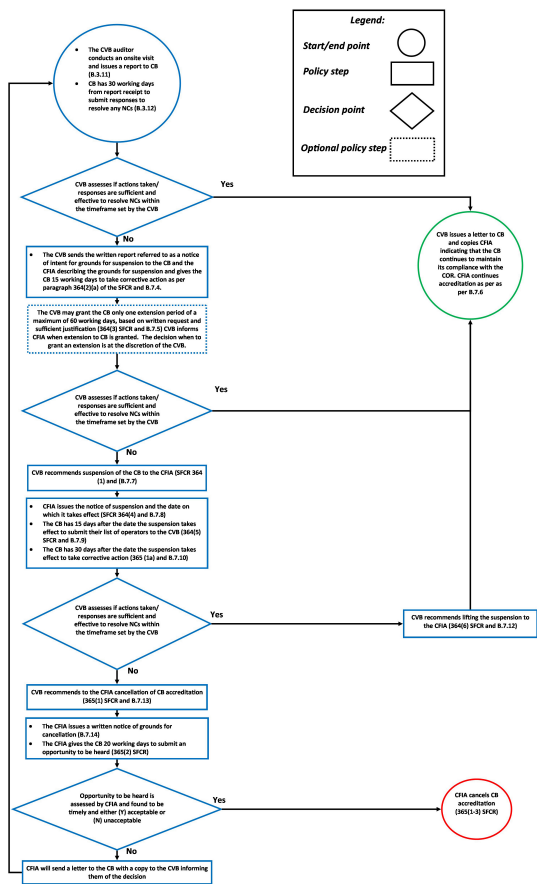 Legend:
Start/end point
Policy step
Decision point
Optional policy step
• The CVB auditor
conducts an onsite visit
and issues a report to CB
(B.3.11)
• CB has 30 working days
from report receipt to
submit responses to
resolve any NCs (B.3.12)
CVB assesses if actions taken/
responses are sufficient and
effective to resolve NCs within
the timeframe set by the CVB
Yes
No
CVB issues a letter to CB
and copies CFIA
indicating that the CB
continues to maintain
its compliance with the
COR. CFIA continues
accreditation as per as
per B.7.6
• The CVB sends the written report referred to as a notice
of intent for grounds for suspension to the CB and the
CFIA describing the grounds for suspension and gives the
CB 15 working days to take corrective action as per
paragraph 364(2)(a) of the SFCR and B.7.4.
The CVB may grant the CB only one extension period of
a maximum of 60 working days, based on written request and
sufficient justification (364(3) SFCR and B.7.5) CVB informs
CFIA when extension to CB is granted. The decision when to
grant an extension is at the discretion of the CVB.
CVB assesses if actions taken/
responses are sufficient and
effective to resolve NCs within
the timeframe set by the CVB
Yes
No
CVB recommends suspension of the CB to the CFIA (SFCR 364
(1) and (B.7.7)
• CFIA issues the notice of suspension and the date on
which it takes effect (SFCR 364(4) and B.7.8)
• The CB has 15 days after the date the suspension takes
effect to submit their list of operators to the CVB (364(5)
SFCR and B.7.9)
• The CB has 30 days after the date the suspension takes
effect to take corrective action (365 (1a) and B.7.10)
CVB assesses if actions taken/
responses are sufficient and
effective to resolve NCs within
the timeframe set by the CVB
Yes
No
CVB recommends lifting the suspension to
the CFIA (364(6) SFCR and B.7.12)
CVB recommends to the CFIA cancellation of CB accreditation
(365(1) SFCR and B.7.13)
• The CFIA issues a written notice of grounds for
cancellation (B.7.14)
• The CFIA gives the CB 20 working days to submit an
opportunity to be heard (365(2) SFCR)
Opportunity to be heard is
assessed by CFIA and found to be
timely and either (Y) acceptable or
(N) unacceptable
Yes
No
CFIA cancels CB
accreditation
(365(1-3) SFCR)
CFIA will send a letter to the CB with a copy to the CVB informing
them of the decision